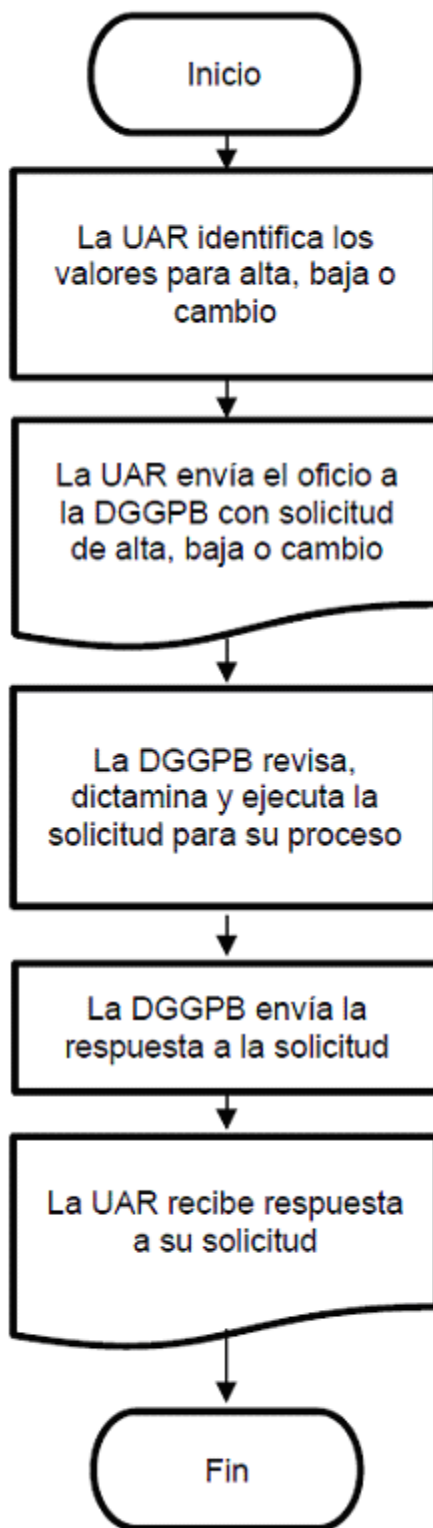 Inicio
La UAR identifica los
valores para alta, baja o
cambio
La UAR envía el oficio a
la DGGPB con solicitud
de alta, baja o cambio
La DGGPB revisa,
dictamina y ejecuta la
solicitud para su proceso
La DGGPB envía la
respuesta a la solicitud
La UAR recibe respuesta
a su solicitud
Fin